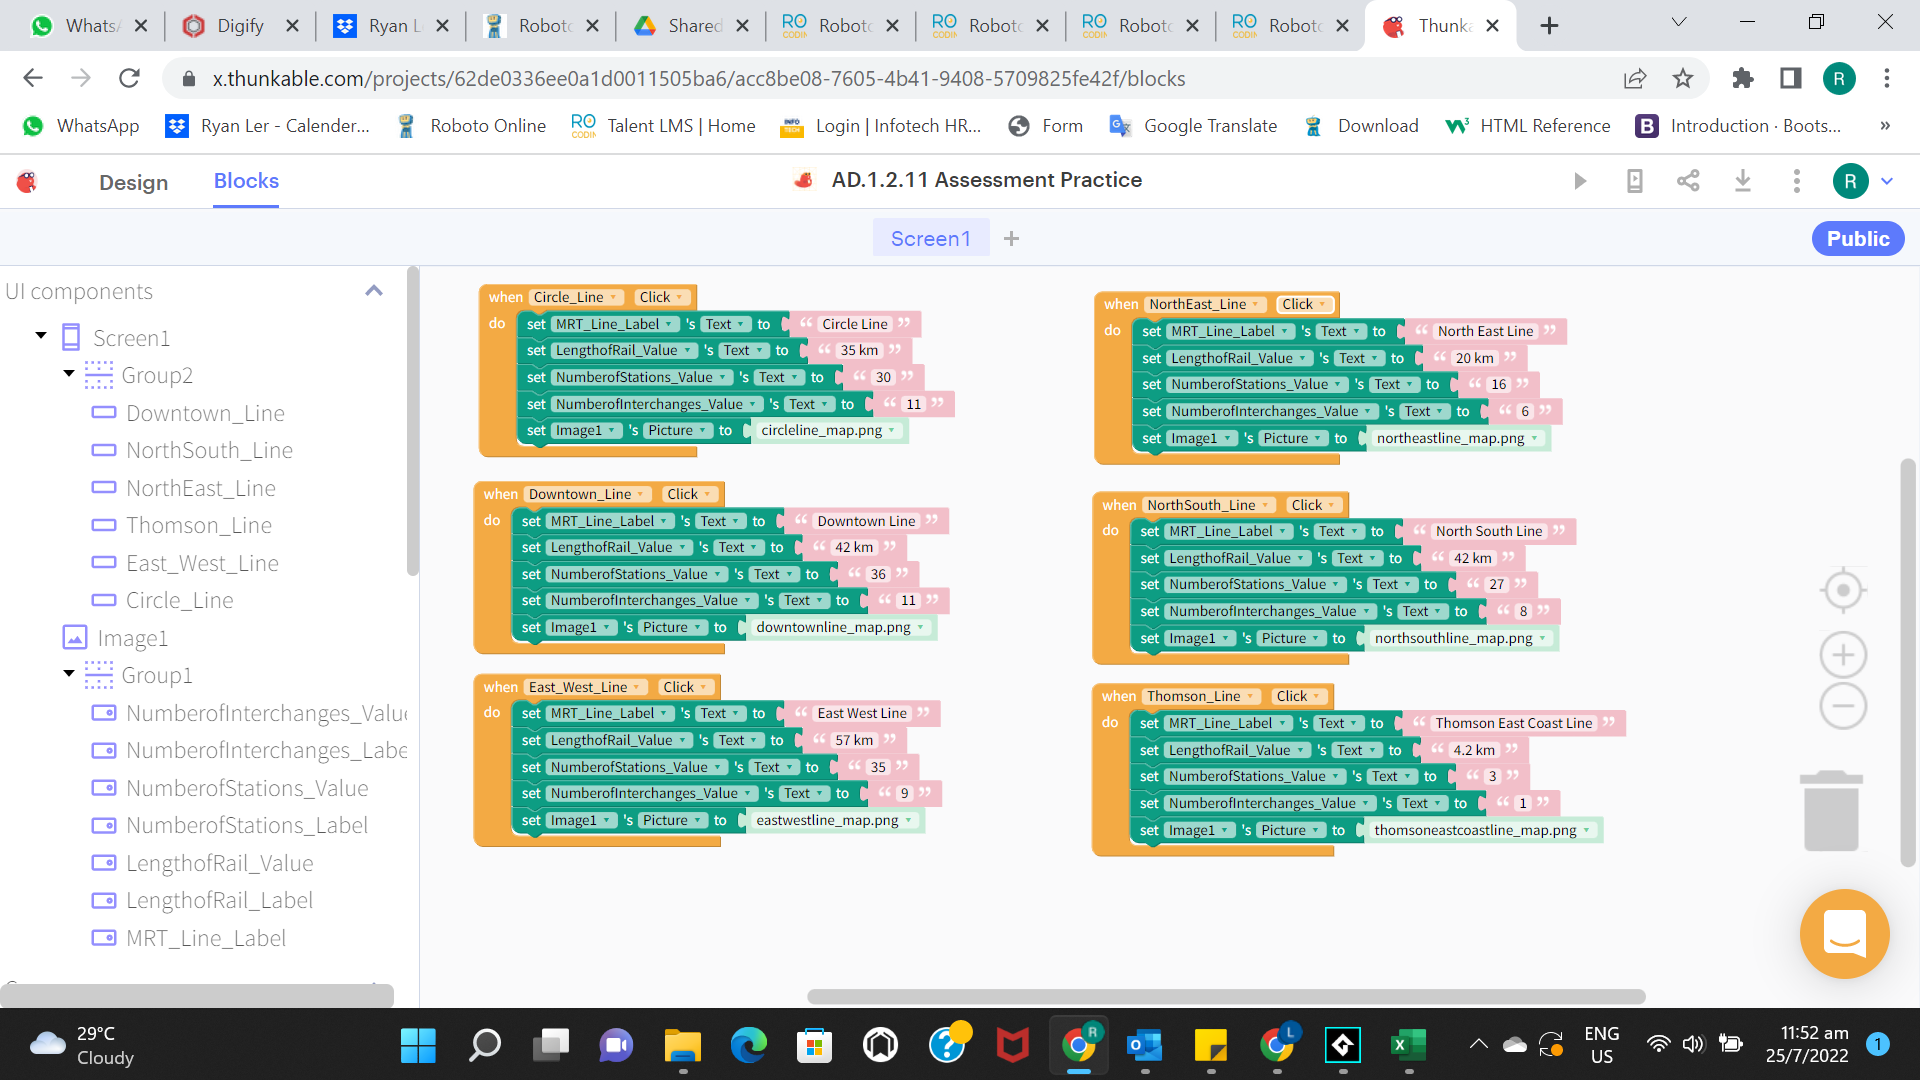 WhatsA
Digify
Ryan L
Roboto
Shared
Roboto
Roboto
Roboto
Roboto
Thunka
x.thunkable.com/projects/62de0336ee0a1d0011505ba6/acc8be08-7605-4b41-9408-5709825fe42f/blocks
R
WhatsApp
Ryan Ler - Calender...
Roboto Online
Talent LMS | Home
Login | Infotech HR...
Form
Google Translate
Download
HTML Reference
Introduction · Boots...
»
Design
Blocks
AD.1.2.11 Assessment Practice
R
Screen1
Public
UI components
Screen1
Group2
Downtown_Line
NorthSouth_Line
NorthEast_Line
Thomson_Line
East_West_Line
Circle_Line
Image1
Group1
NumberofInterchanges_Value
NumberofInterchanges_Labe
NumberofStations_Value
NumberofStations_Label
LengthofRail_Value
LengthofRail_Label
MRT_Line_Label
when Circle_Line Click
do set MRT_Line_Label 's Text to “ Circle Line ”
set LengthofRail_Value 's Text to “ 35 km ”
set NumberofStations_Value 's Text to “ 30 ”
set NumberofInterchanges_Value 's Text to “ 11 ”
set Image1 's Picture to circleline_map.png
when Downtown_Line Click
do set MRT_Line_Label 's Text to “ Downtown Line ”
set LengthofRail_Value 's Text to “ 42 km ”
set NumberofStations_Value 's Text to “ 36 ”
set NumberofInterchanges_Value 's Text to “ 11 ”
set Image1 's Picture to downtownline_map.png
when East_West_Line Click
do set MRT_Line_Label 's Text to “ East West Line ”
set LengthofRail_Value 's Text to “ 57 km ”
set NumberofStations_Value 's Text to “ 35 ”
set NumberofInterchanges_Value 's Text to “ 9 ”
set Image1 's Picture to eastwestline_map.png
when NorthEast_Line Click
do set MRT_Line_Label 's Text to “ North East Line ”
set LengthofRail_Value 's Text to “ 20 km ”
set NumberofStations_Value 's Text to “ 16 ”
set NumberofInterchanges_Value 's Text to “ 6 ”
set Image1 's Picture to northeastline_map.png
when NorthSouth_Line Click
do set MRT_Line_Label 's Text to “ North South Line ”
set LengthofRail_Value 's Text to “ 42 km ”
set NumberofStations_Value 's Text to “ 27 ”
set NumberofInterchanges_Value 's Text to “ 8 ”
set Image1 's Picture to northsouthline_map.png
when Thomson_Line Click
do set MRT_Line_Label 's Text to “ Thomson East Coast Line ”
set LengthofRail_Value 's Text to “ 4.2 km ”
set NumberofStations_Value 's Text to “ 3 ”
set NumberofInterchanges_Value 's Text to “ 1 ”
set Image1 's Picture to thomsoneastcoastline_map.png
29°C
Cloudy
ENG
US
11:52 am
25/7/2022
1